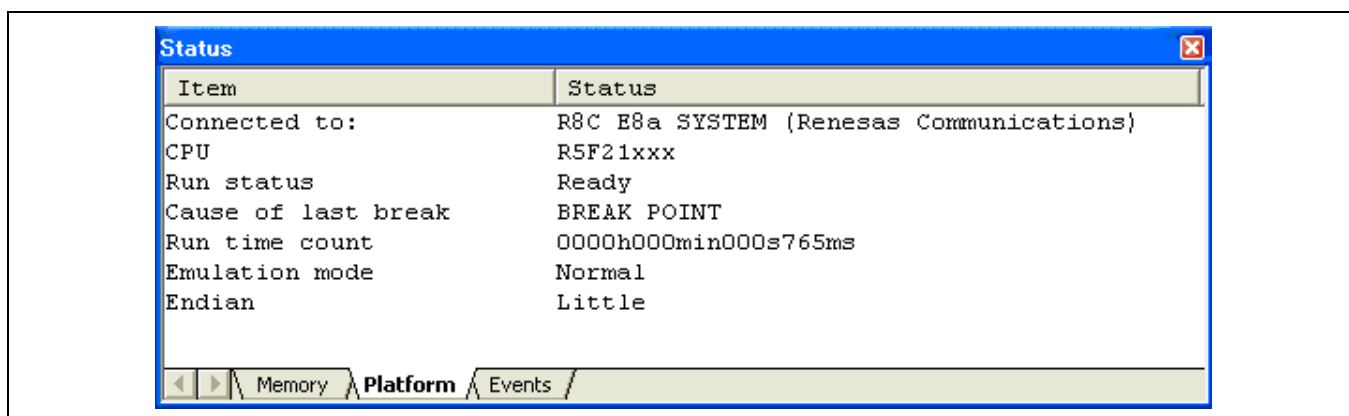 Status
Item Status
Connected to: R8C E8a SYSTEM (Renesas Communications)
CPU R5F21xxx
Run status Ready
Cause of last break BREAK POINT
Run time count 0000h000min000s765ms
Emulation mode Normal
Endian Little
Memory Platform Events